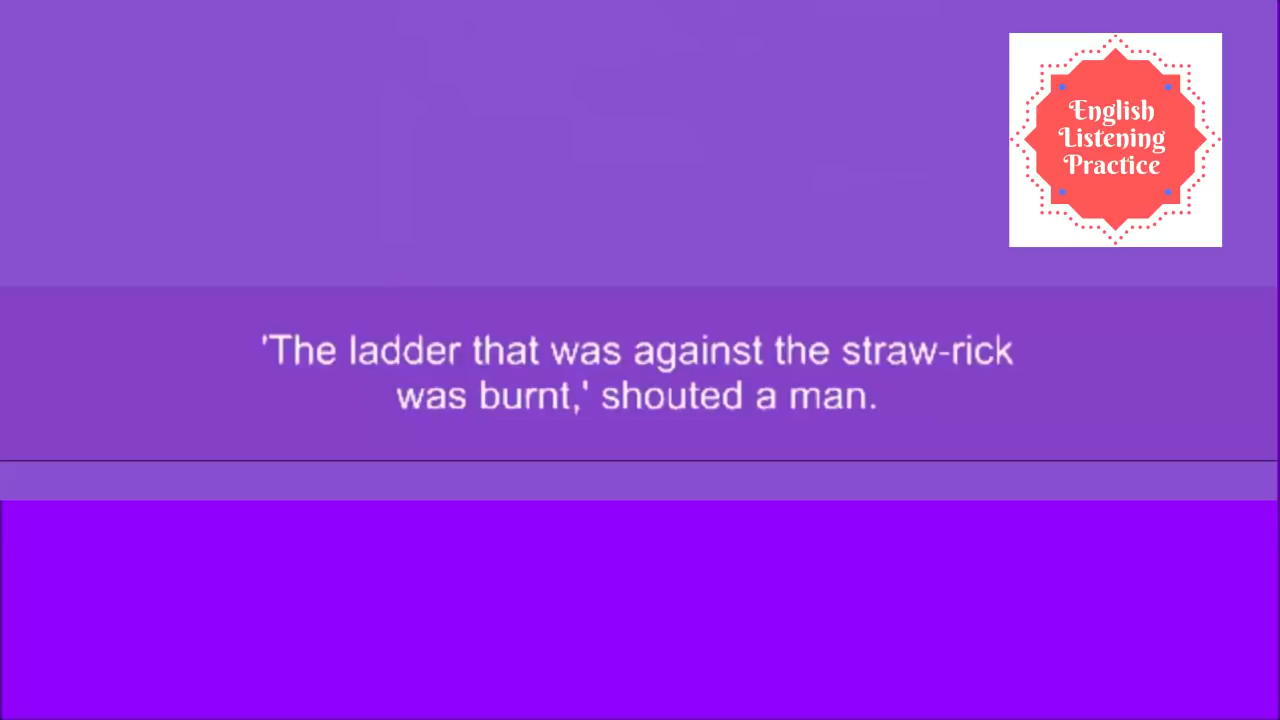 English
Listening
Practice
'The ladder that was against the straw-rick
was burnt,' shouted a man.